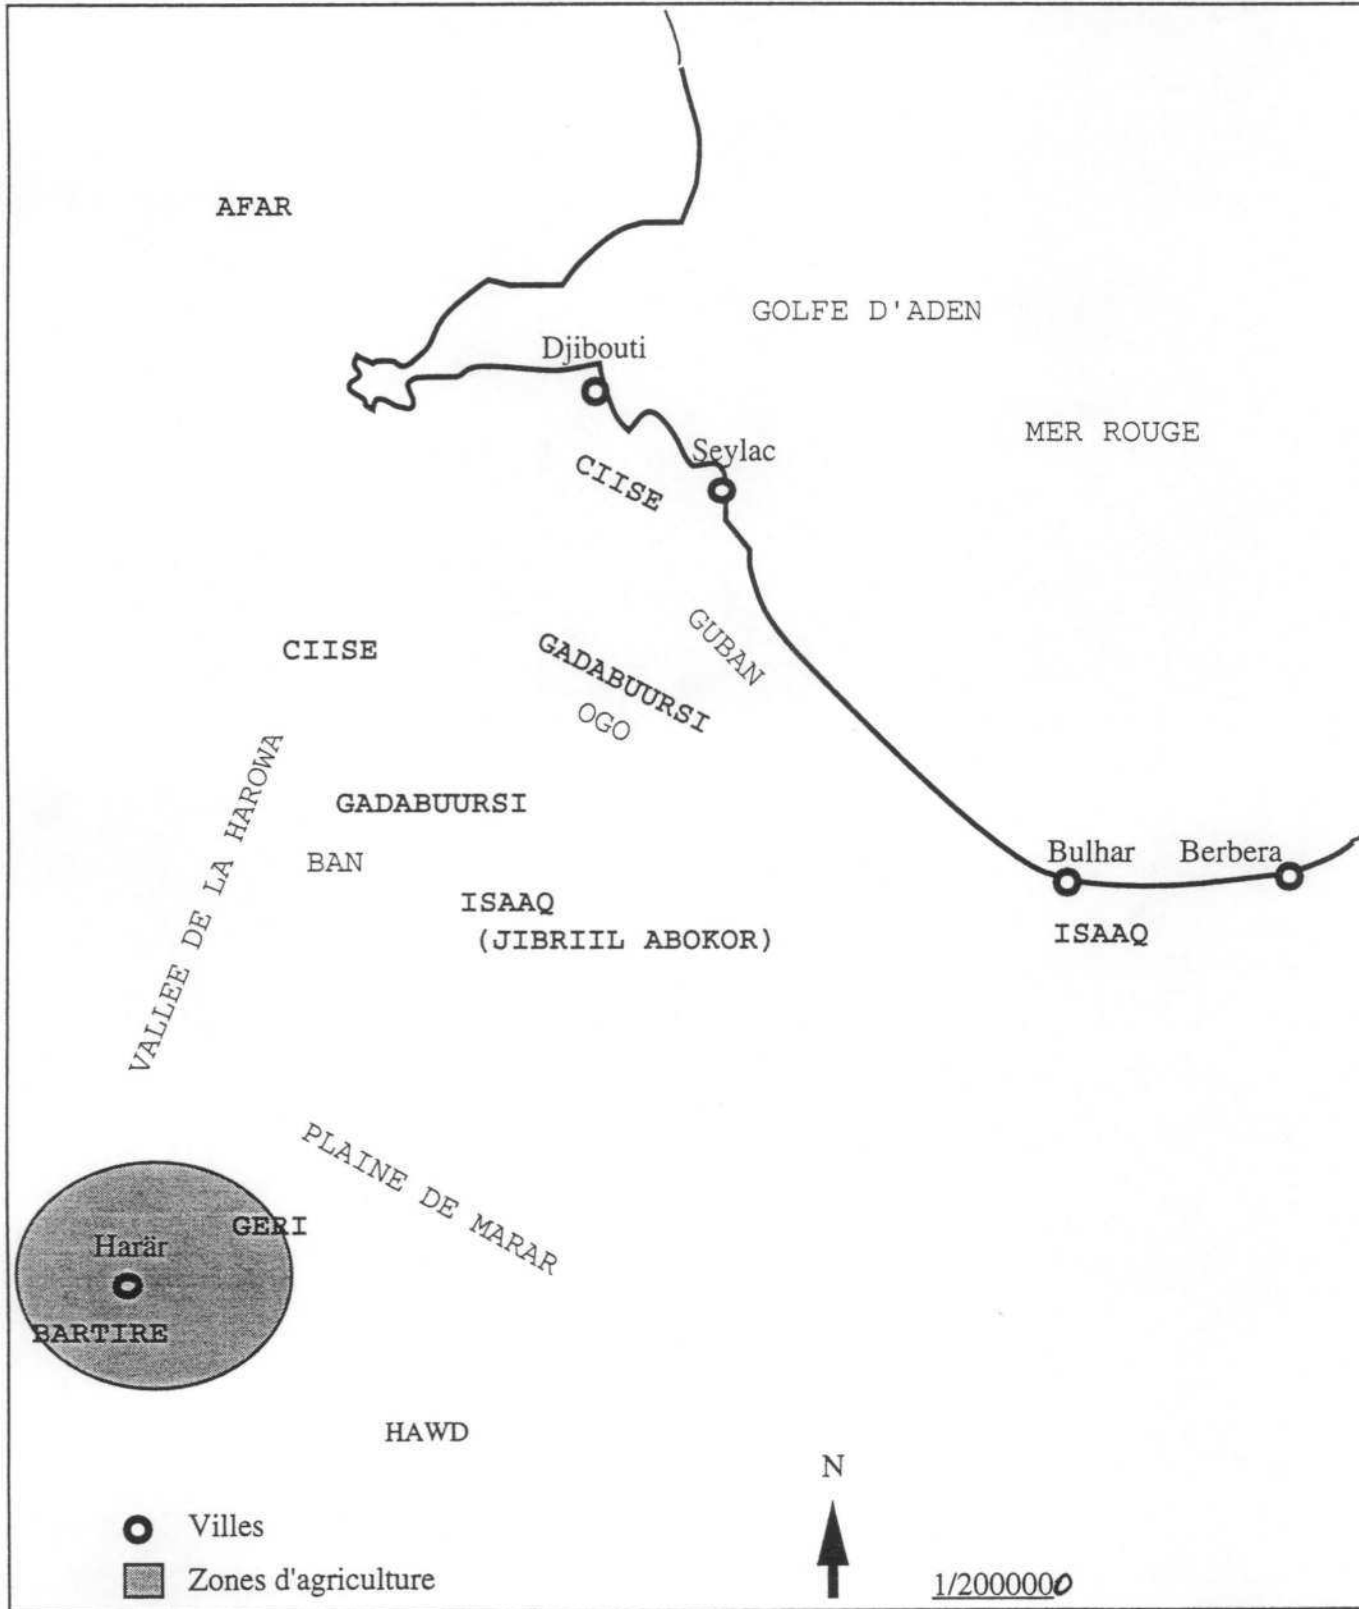 AFAR
GOLFE D'ADEN
Djibouti
MER ROUGE
Seylac
CIISE
GUBAN
CIISE
GADABUURSI
OGO
VALLEE DE LA HAROWA
GADABUURSI
BAN
Bulhar
Berbera
ISAAQ
(JIBRIIL ABOKOR)
ISAAQ
PLAINE DE MARAR
GERI
Harär
BARTIRE
HAWD
N
Villes
Zones d'agriculture
1/2000000